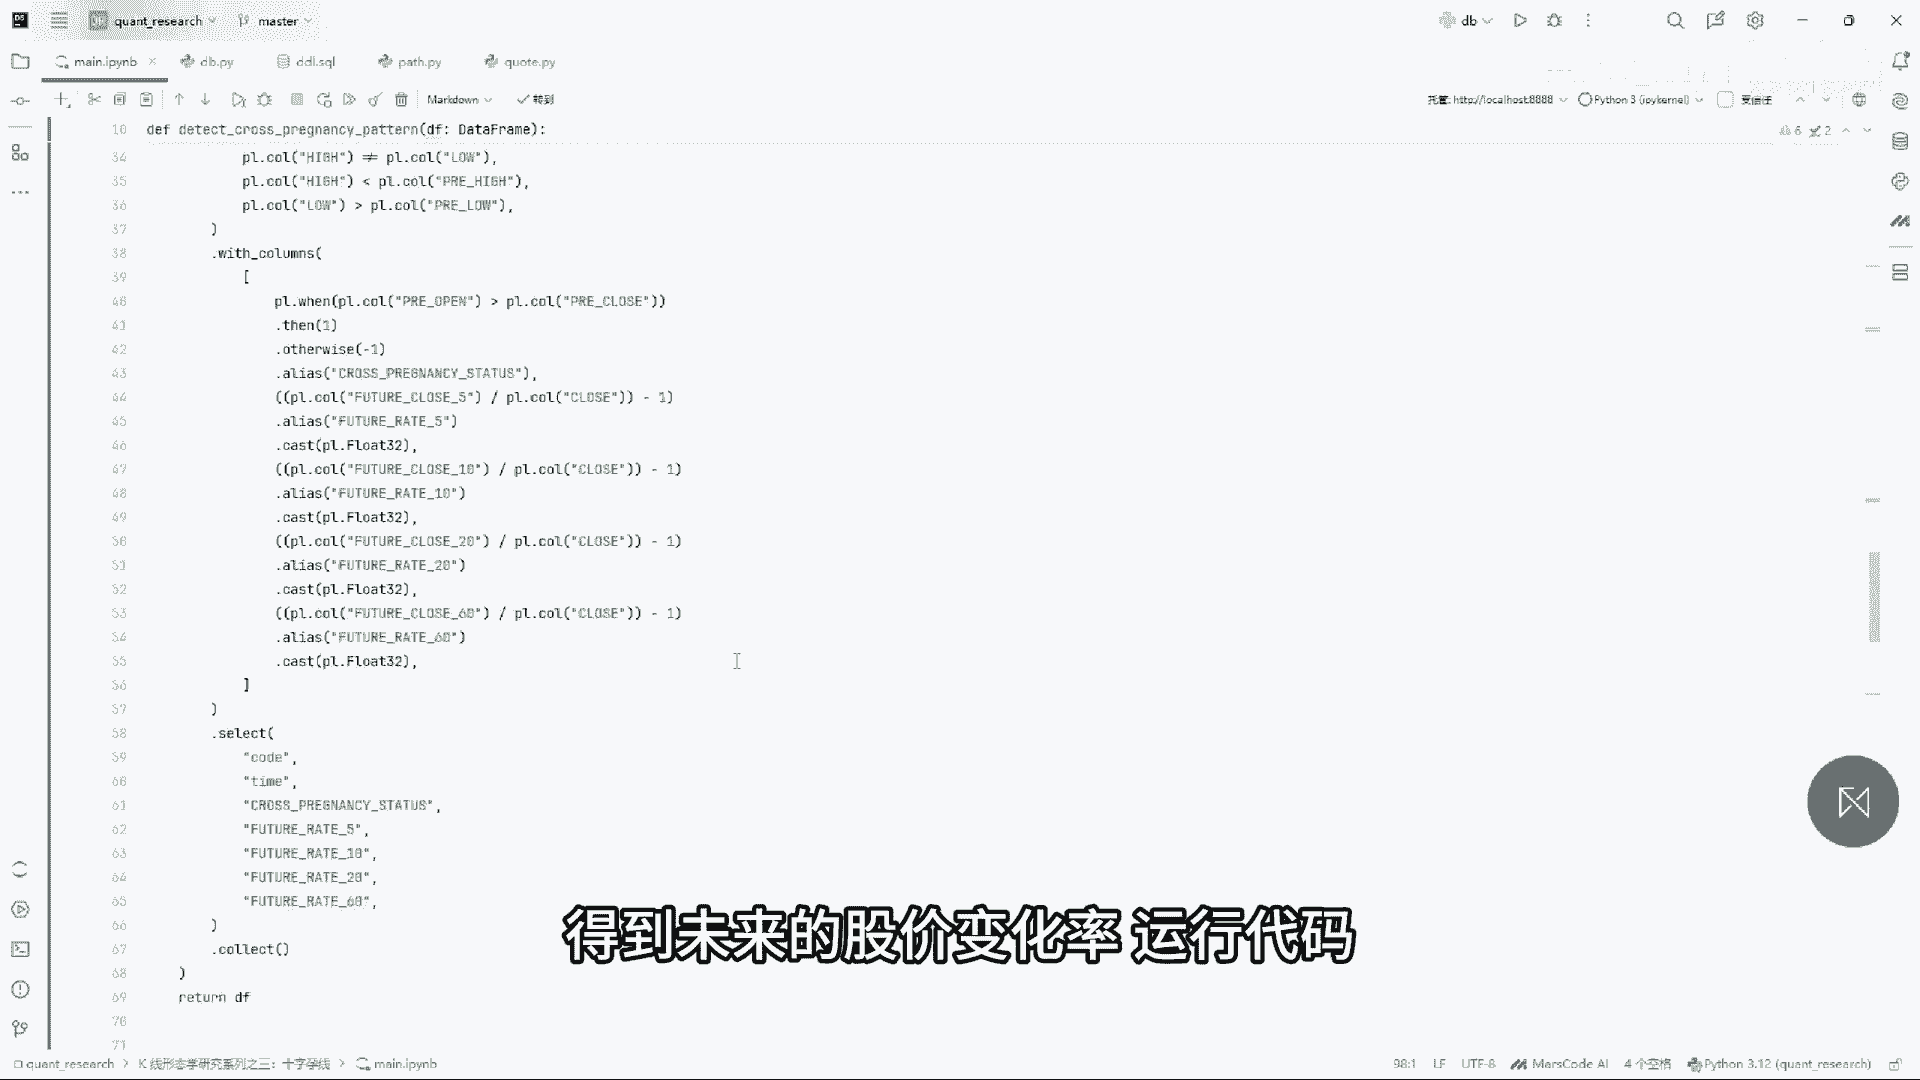 quant_research
master
db
main.ipynb
db.py
ddl.sql
path.py
quote.py
Markdown
转到
托管: http://localhost:8888
Python 3 (ipykernel)
受信任
10 def detect_cross_pregnancy_pattern(df: DataFrame):
6 2
34 pl.col("HIGH") ≠ pl.col("LOW"),
35 pl.col("HIGH") < pl.col("PRE_HIGH"),
36 pl.col("LOW") > pl.col("PRE_LOW"),
37 )
38 .with_columns(
39 [
40 pl.when(pl.col("PRE_OPEN") > pl.col("PRE_CLOSE"))
41 .then(1)
42 .otherwise(-1)
43 .alias("CROSS_PREGNANCY_STATUS"),
44 ((pl.col("FUTURE_CLOSE_5") / pl.col("CLOSE")) - 1)
45 .alias("FUTURE_RATE_5")
46 .cast(pl.Float32),
47 ((pl.col("FUTURE_CLOSE_10") / pl.col("CLOSE")) - 1)
48 .alias("FUTURE_RATE_10")
49 .cast(pl.Float32),
50 ((pl.col("FUTURE_CLOSE_20") / pl.col("CLOSE")) - 1)
51 .alias("FUTURE_RATE_20")
52 .cast(pl.Float32),
53 ((pl.col("FUTURE_CLOSE_60") / pl.col("CLOSE")) - 1)
54 .alias("FUTURE_RATE_60")
55 .cast(pl.Float32),
56 ]
57 )
58 .select(
59 "code",
60 "time",
61 "CROSS_PREGNANCY_STATUS",
62 "FUTURE_RATE_5",
63 "FUTURE_RATE_10",
64 "FUTURE_RATE_20",
65 "FUTURE_RATE_60",
66 )
67 .collect()
68 )
69 return df
70
71
得到未来的股价变化率 运行代码
quant_research > K 线形态学研究系列之三：十字孕线 > main.ipynb
98:1 LF UTF-8 MarsCode AI 4 个空格 Python 3.12 (quant_research)